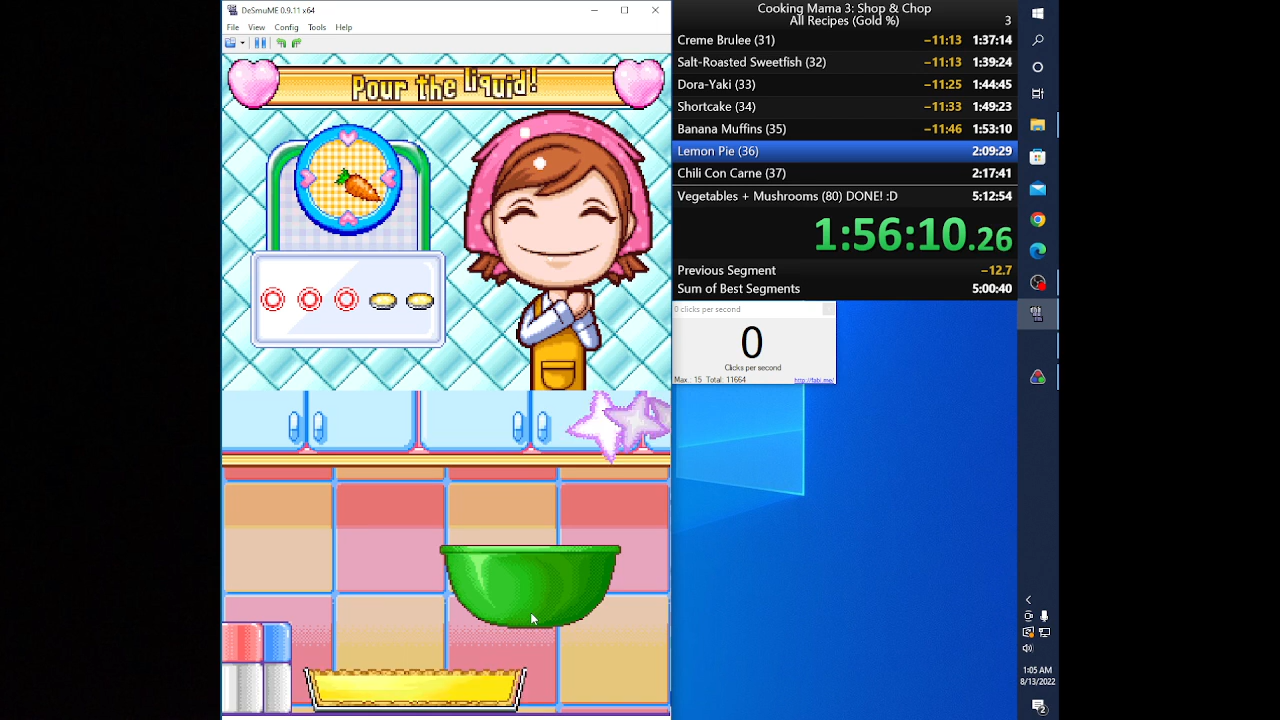 DeSmuME 0.9.11 x64
File View Config Tools Help
Pour the liquid!
Cooking Mama 3: Shop & Chop
All Recipes (Gold %) 3
Creme Brulee (31) −11:13 1:37:14
Salt-Roasted Sweetfish (32) −11:13 1:39:24
Dora-Yaki (33) −11:25 1:44:45
Shortcake (34) −11:33 1:49:23
Banana Muffins (35) −11:46 1:53:10
Lemon Pie (36) 2:09:29
Chili Con Carne (37) 2:17:41
Vegetables + Mushrooms (80) DONE! :D 5:12:54
1:56:10.26
Previous Segment −12.7
Sum of Best Segments 5:00:40
0 clicks per second
0
Clicks per second
Max.: 15 Total: 11664 http://fabi.me/
1:05 AM
8/13/2022
2